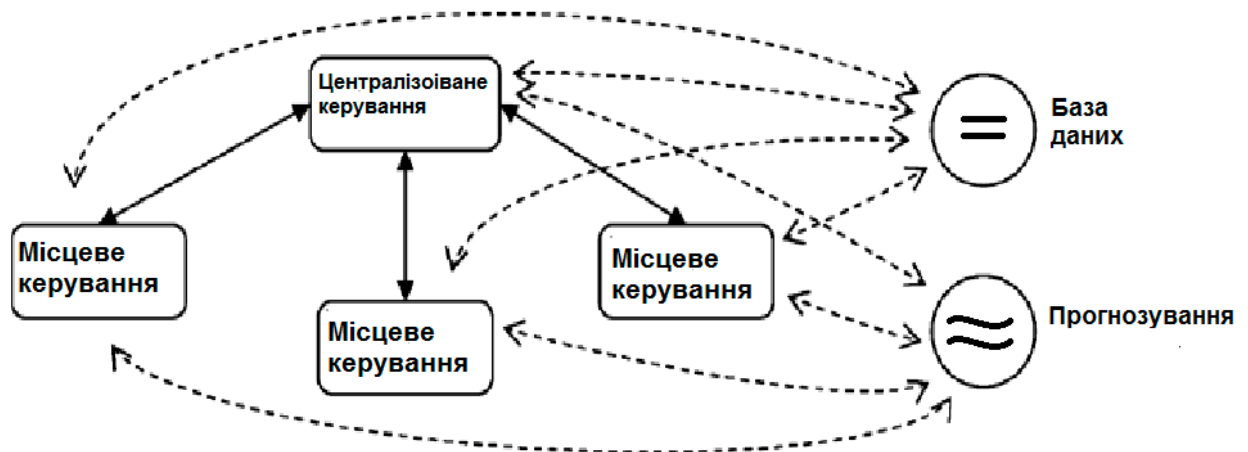 Централізоіване
керування
База
даних
Місцеве
керування
Місцеве
керування
Місцеве
керування
Прогнозування